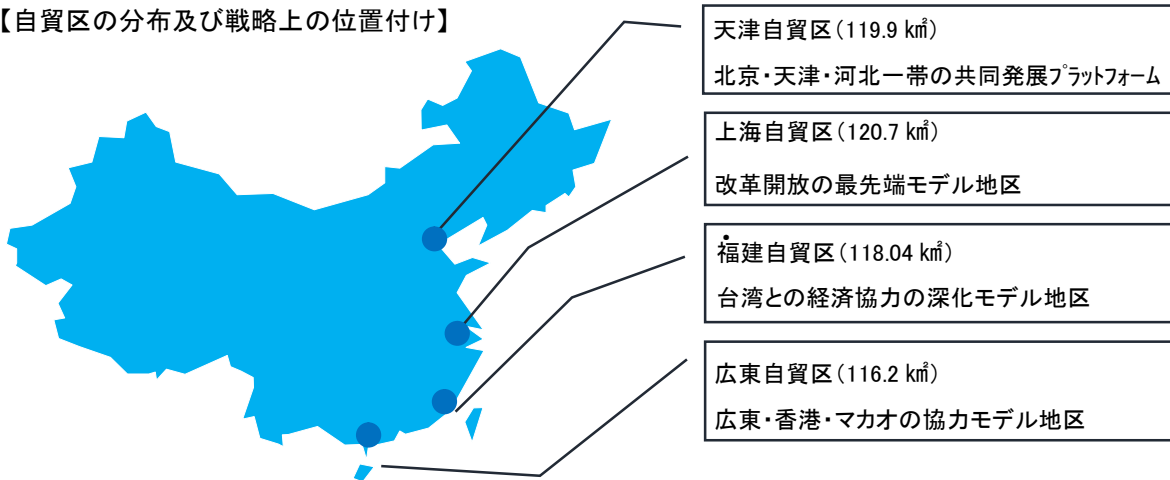 【自貿区の分布及び戦略上の位置付け】
天津自貿区(119.9 ㎢)
北京・天津・河北一帯の共同発展ﾌﾟﾗｯﾄﾌｫｰﾑ
上海自貿区(120.7 ㎢)
改革開放の最先端モデル地区
福建自貿区(118.04 ㎢)
台湾との経済協力の深化モデル地区
広東自貿区(116.2 ㎢)
広東・香港・マカオの協力モデル地区